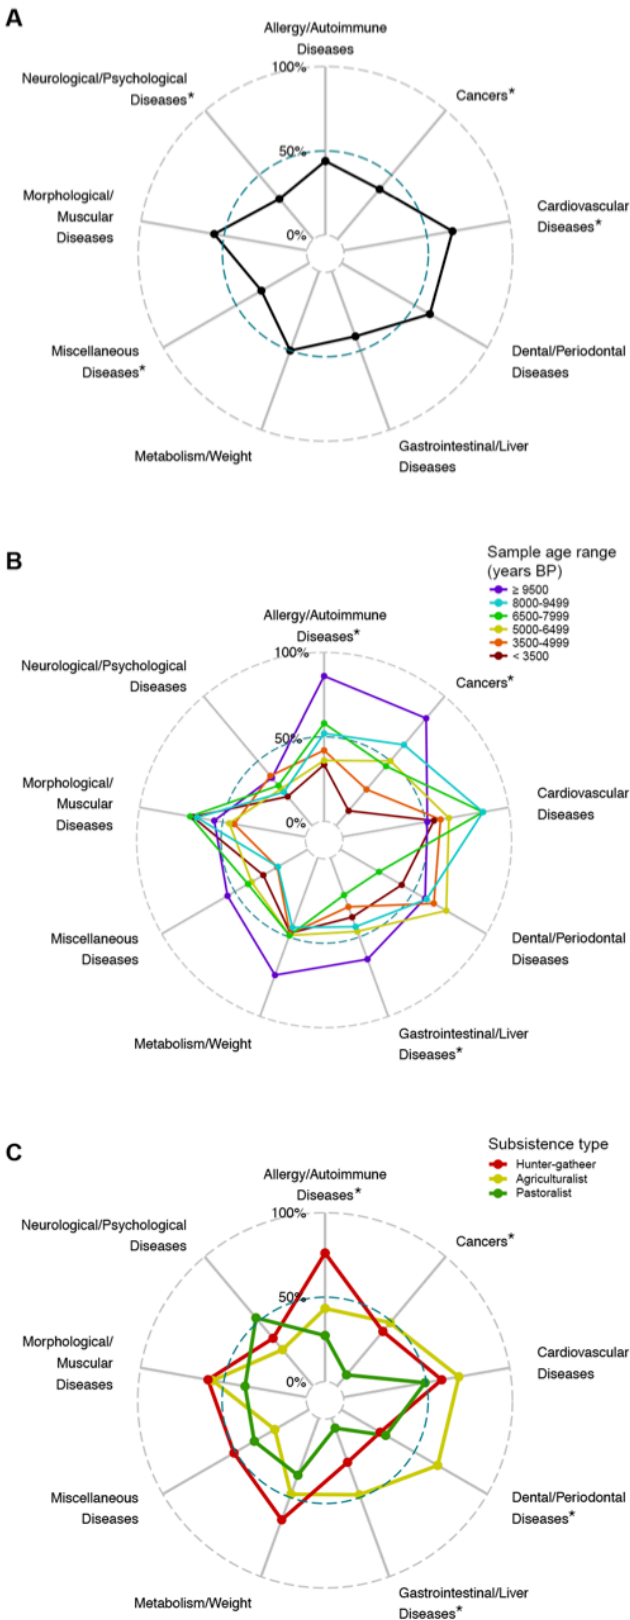 A
Allergy/Autoimmune
Diseases
100%
Neurological/Psychological
Diseases*
Cancers*
50%
Morphological/
Muscular
Diseases
Cardiovascular
Diseases*
0%
Miscellaneous
Diseases*
Dental/Periodontal
Diseases
Metabolism/Weight
Gastrointestinal/Liver
Diseases
B
Sample age range
(years BP)
≥ 9500
8000-9499
6500-7999
5000-6499
3500-4999
< 3500
Allergy/Autoimmune
Diseases*
100%
Neurological/Psychological
Diseases
Cancers*
50%
Morphological/
Muscular
Diseases
Cardiovascular
Diseases
0%
Miscellaneous
Diseases
Dental/Periodontal
Diseases
Metabolism/Weight
Gastrointestinal/Liver
Diseases*
C
Subsistence type
Hunter-gatheer
Agriculturalist
Pastoralist
Allergy/Autoimmune
Diseases*
100%
Neurological/Psychological
Diseases
Cancers*
50%
Morphological/
Muscular
Diseases
Cardiovascular
Diseases
0%
Miscellaneous
Diseases
Dental/Periodontal
Diseases*
Metabolism/Weight
Gastrointestinal/Liver
Diseases*